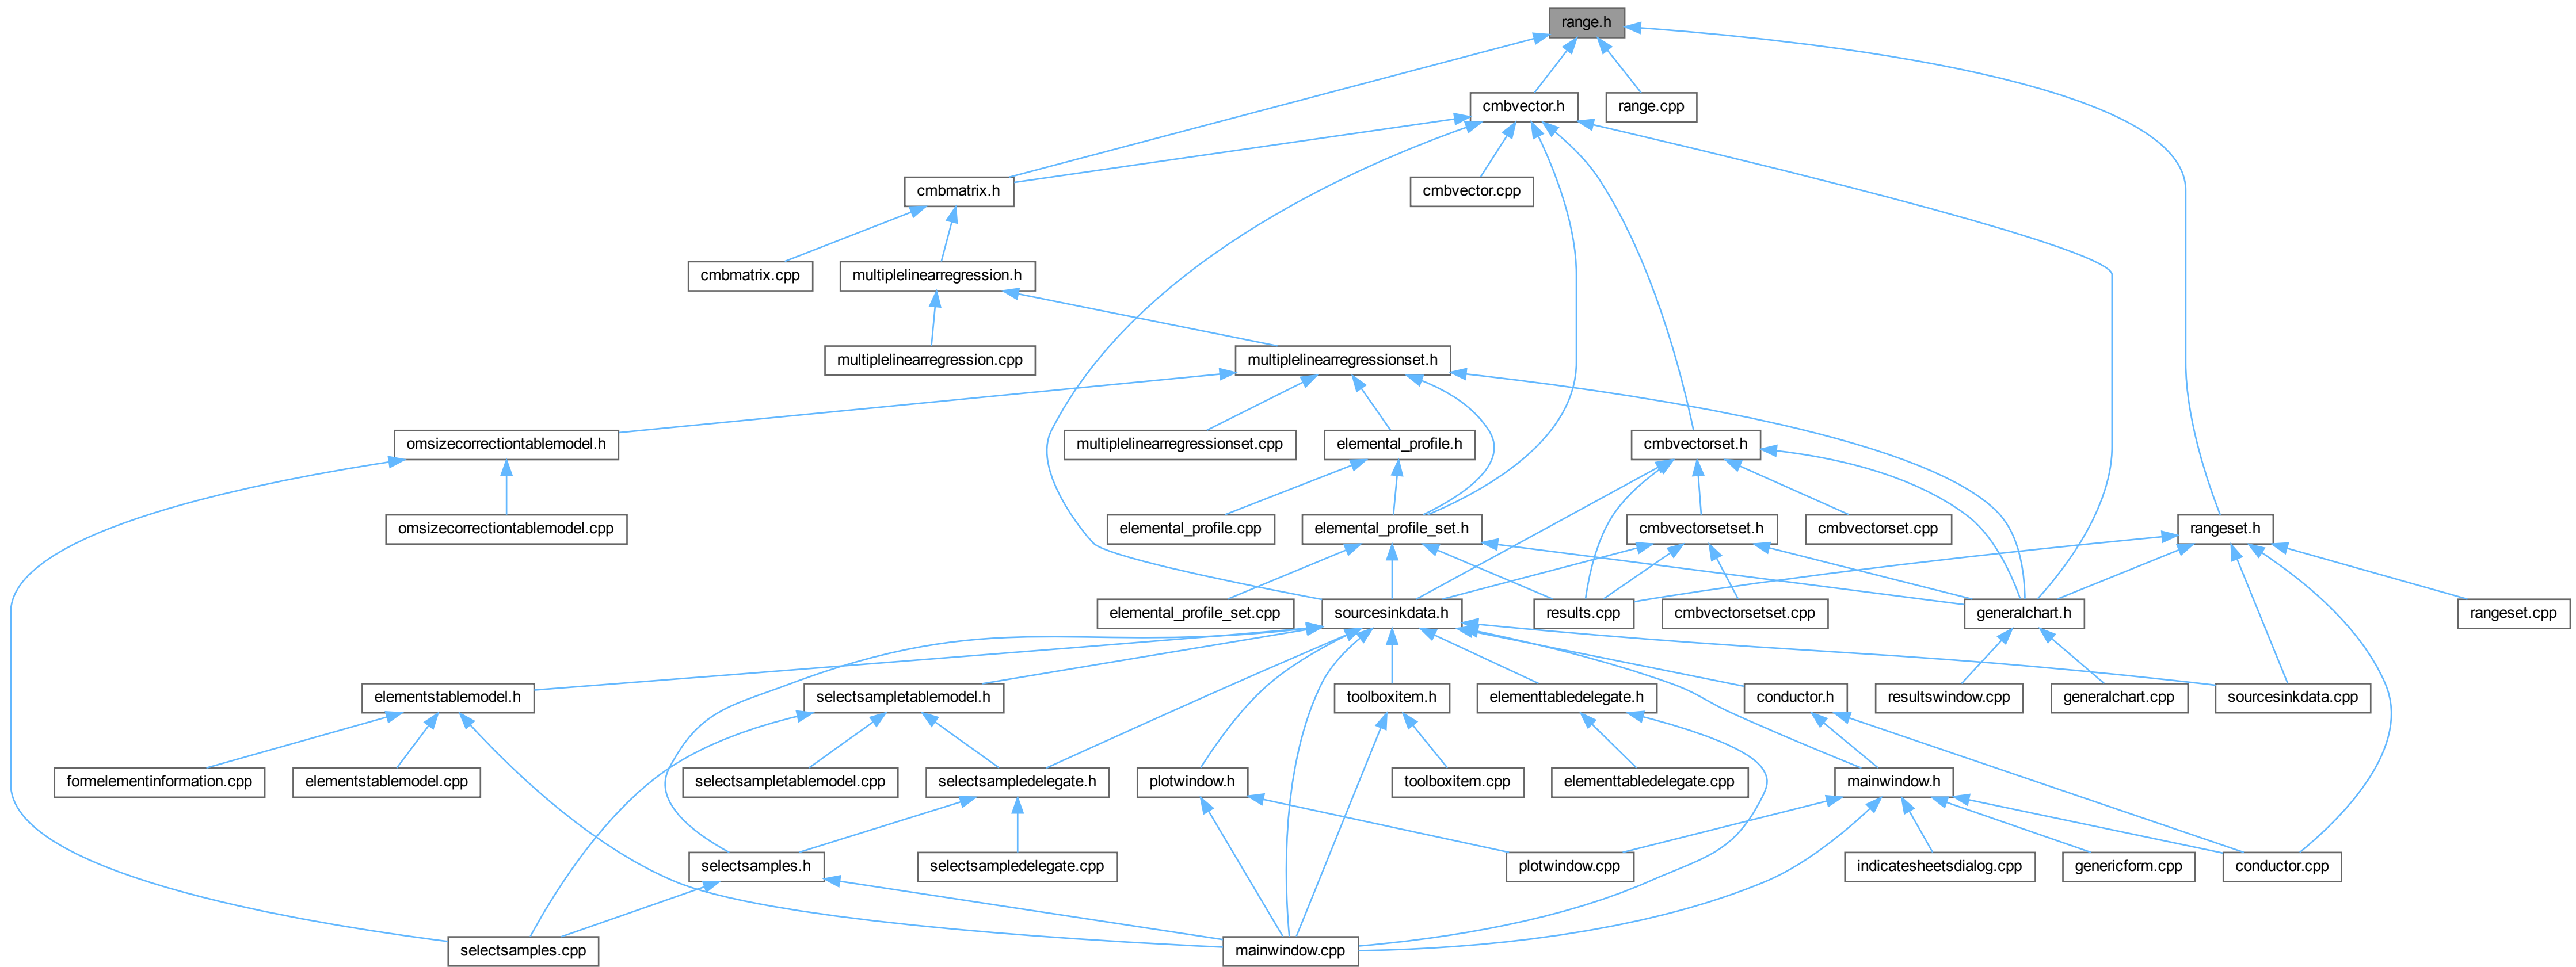 range.h
cmbvector.h
range.cpp
cmbmatrix.h
cmbvector.cpp
cmbmatrix.cpp
multiplelinearregression.h
multiplelinearregression.cpp
multiplelinearregressionset.h
omsizecorrectiontablemodel.h
multiplelinearregressionset.cpp
elemental_profile.h
cmbvectorset.h
omsizecorrectiontablemodel.cpp
elemental_profile.cpp
elemental_profile_set.h
cmbvectorsetset.h
cmbvectorset.cpp
rangeset.h
elemental_profile_set.cpp
sourcesinkdata.h
results.cpp
cmbvectorsetset.cpp
generalchart.h
rangeset.cpp
elementstablemodel.h
selectsampletablemodel.h
toolboxitem.h
elementtabledelegate.h
conductor.h
resultswindow.cpp
generalchart.cpp
sourcesinkdata.cpp
formelementinformation.cpp
elementstablemodel.cpp
selectsampletablemodel.cpp
selectsampledelegate.h
plotwindow.h
toolboxitem.cpp
elementtabledelegate.cpp
mainwindow.h
selectsamples.h
selectsampledelegate.cpp
plotwindow.cpp
indicatesheetsdialog.cpp
genericform.cpp
conductor.cpp
selectsamples.cpp
mainwindow.cpp